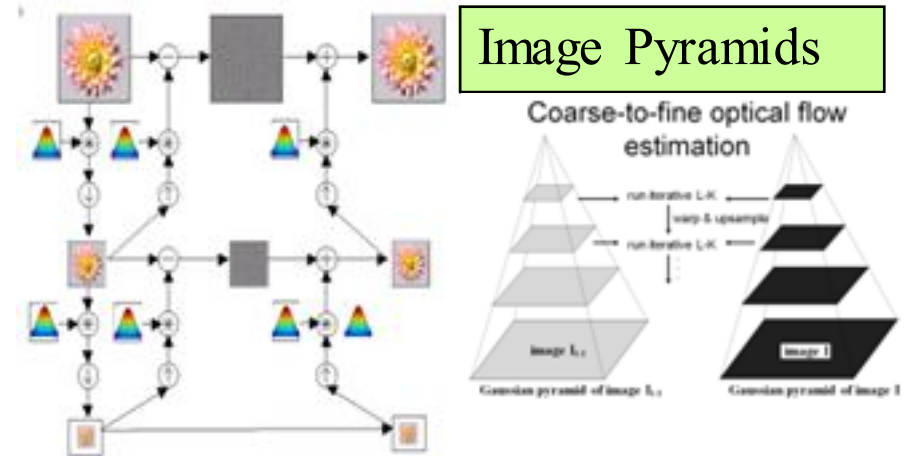 Image Pyramids
Coarse-to-fine optical flow
estimation
run iterative L-K
warp & upsample
run iterative L-K
image I
Gaussian pyramid of image
Gaussian pyramid of image I